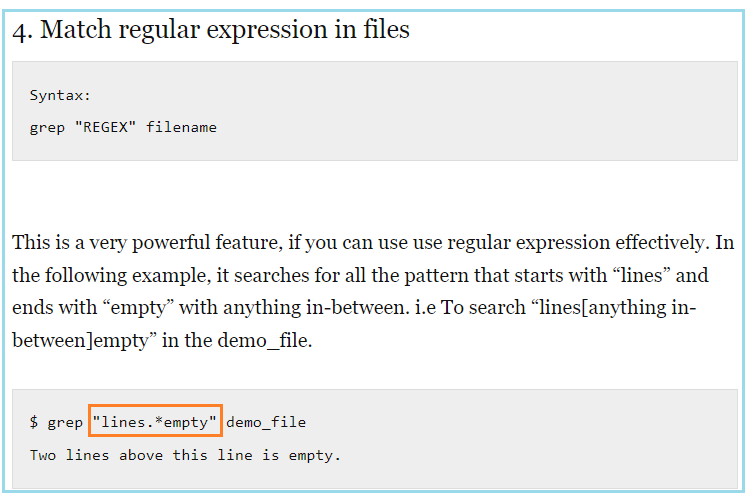 4. Match regular expression in files
Syntax:
grep "REGEX" filename
This is a very powerful feature, if you can use use regular expression effectively. In
the following example, it searches for all the pattern that starts with “lines” and
ends with “empty” with anything in-between. i.e To search “lines[anything in-
between]empty” in the demo_file.
$ grep "lines.*empty" demo_file
Two lines above this line is empty.